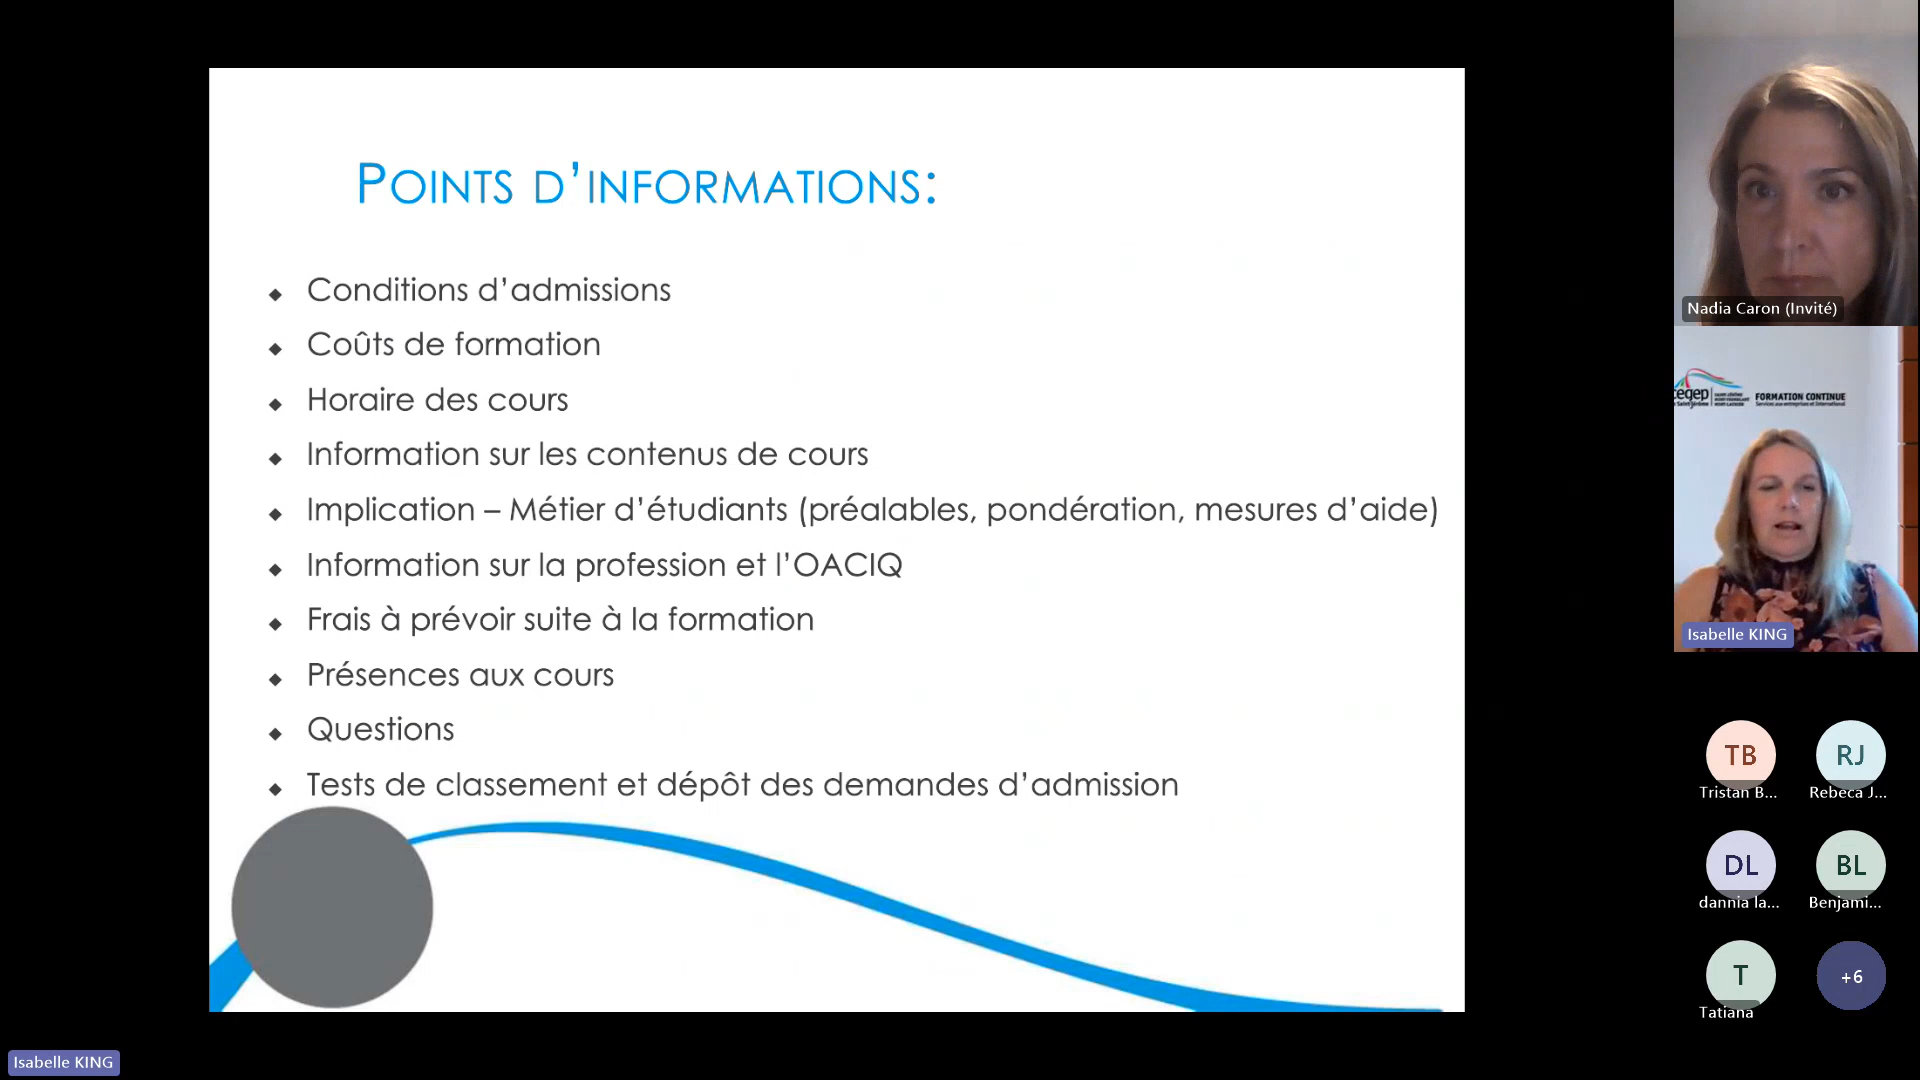 POINTS D’INFORMATIONS:
Conditions d’admissions
Coûts de formation
Horaire des cours
Information sur les contenus de cours
Implication – Métier d’étudiants (préalables, pondération, mesures d’aide)
Information sur la profession et l’OACIQ
Frais à prévoir suite à la formation
Présences aux cours
Questions
Tests de classement et dépôt des demandes d’admission
Nadia Caron (Invité)
cegep
FORMATION CONTINUE
Isabelle KING
TB
RJ
Tristan B...
Rebeca J...
DL
BL
dannia la...
Benjami...
T
+6
Tatiana
Isabelle KING